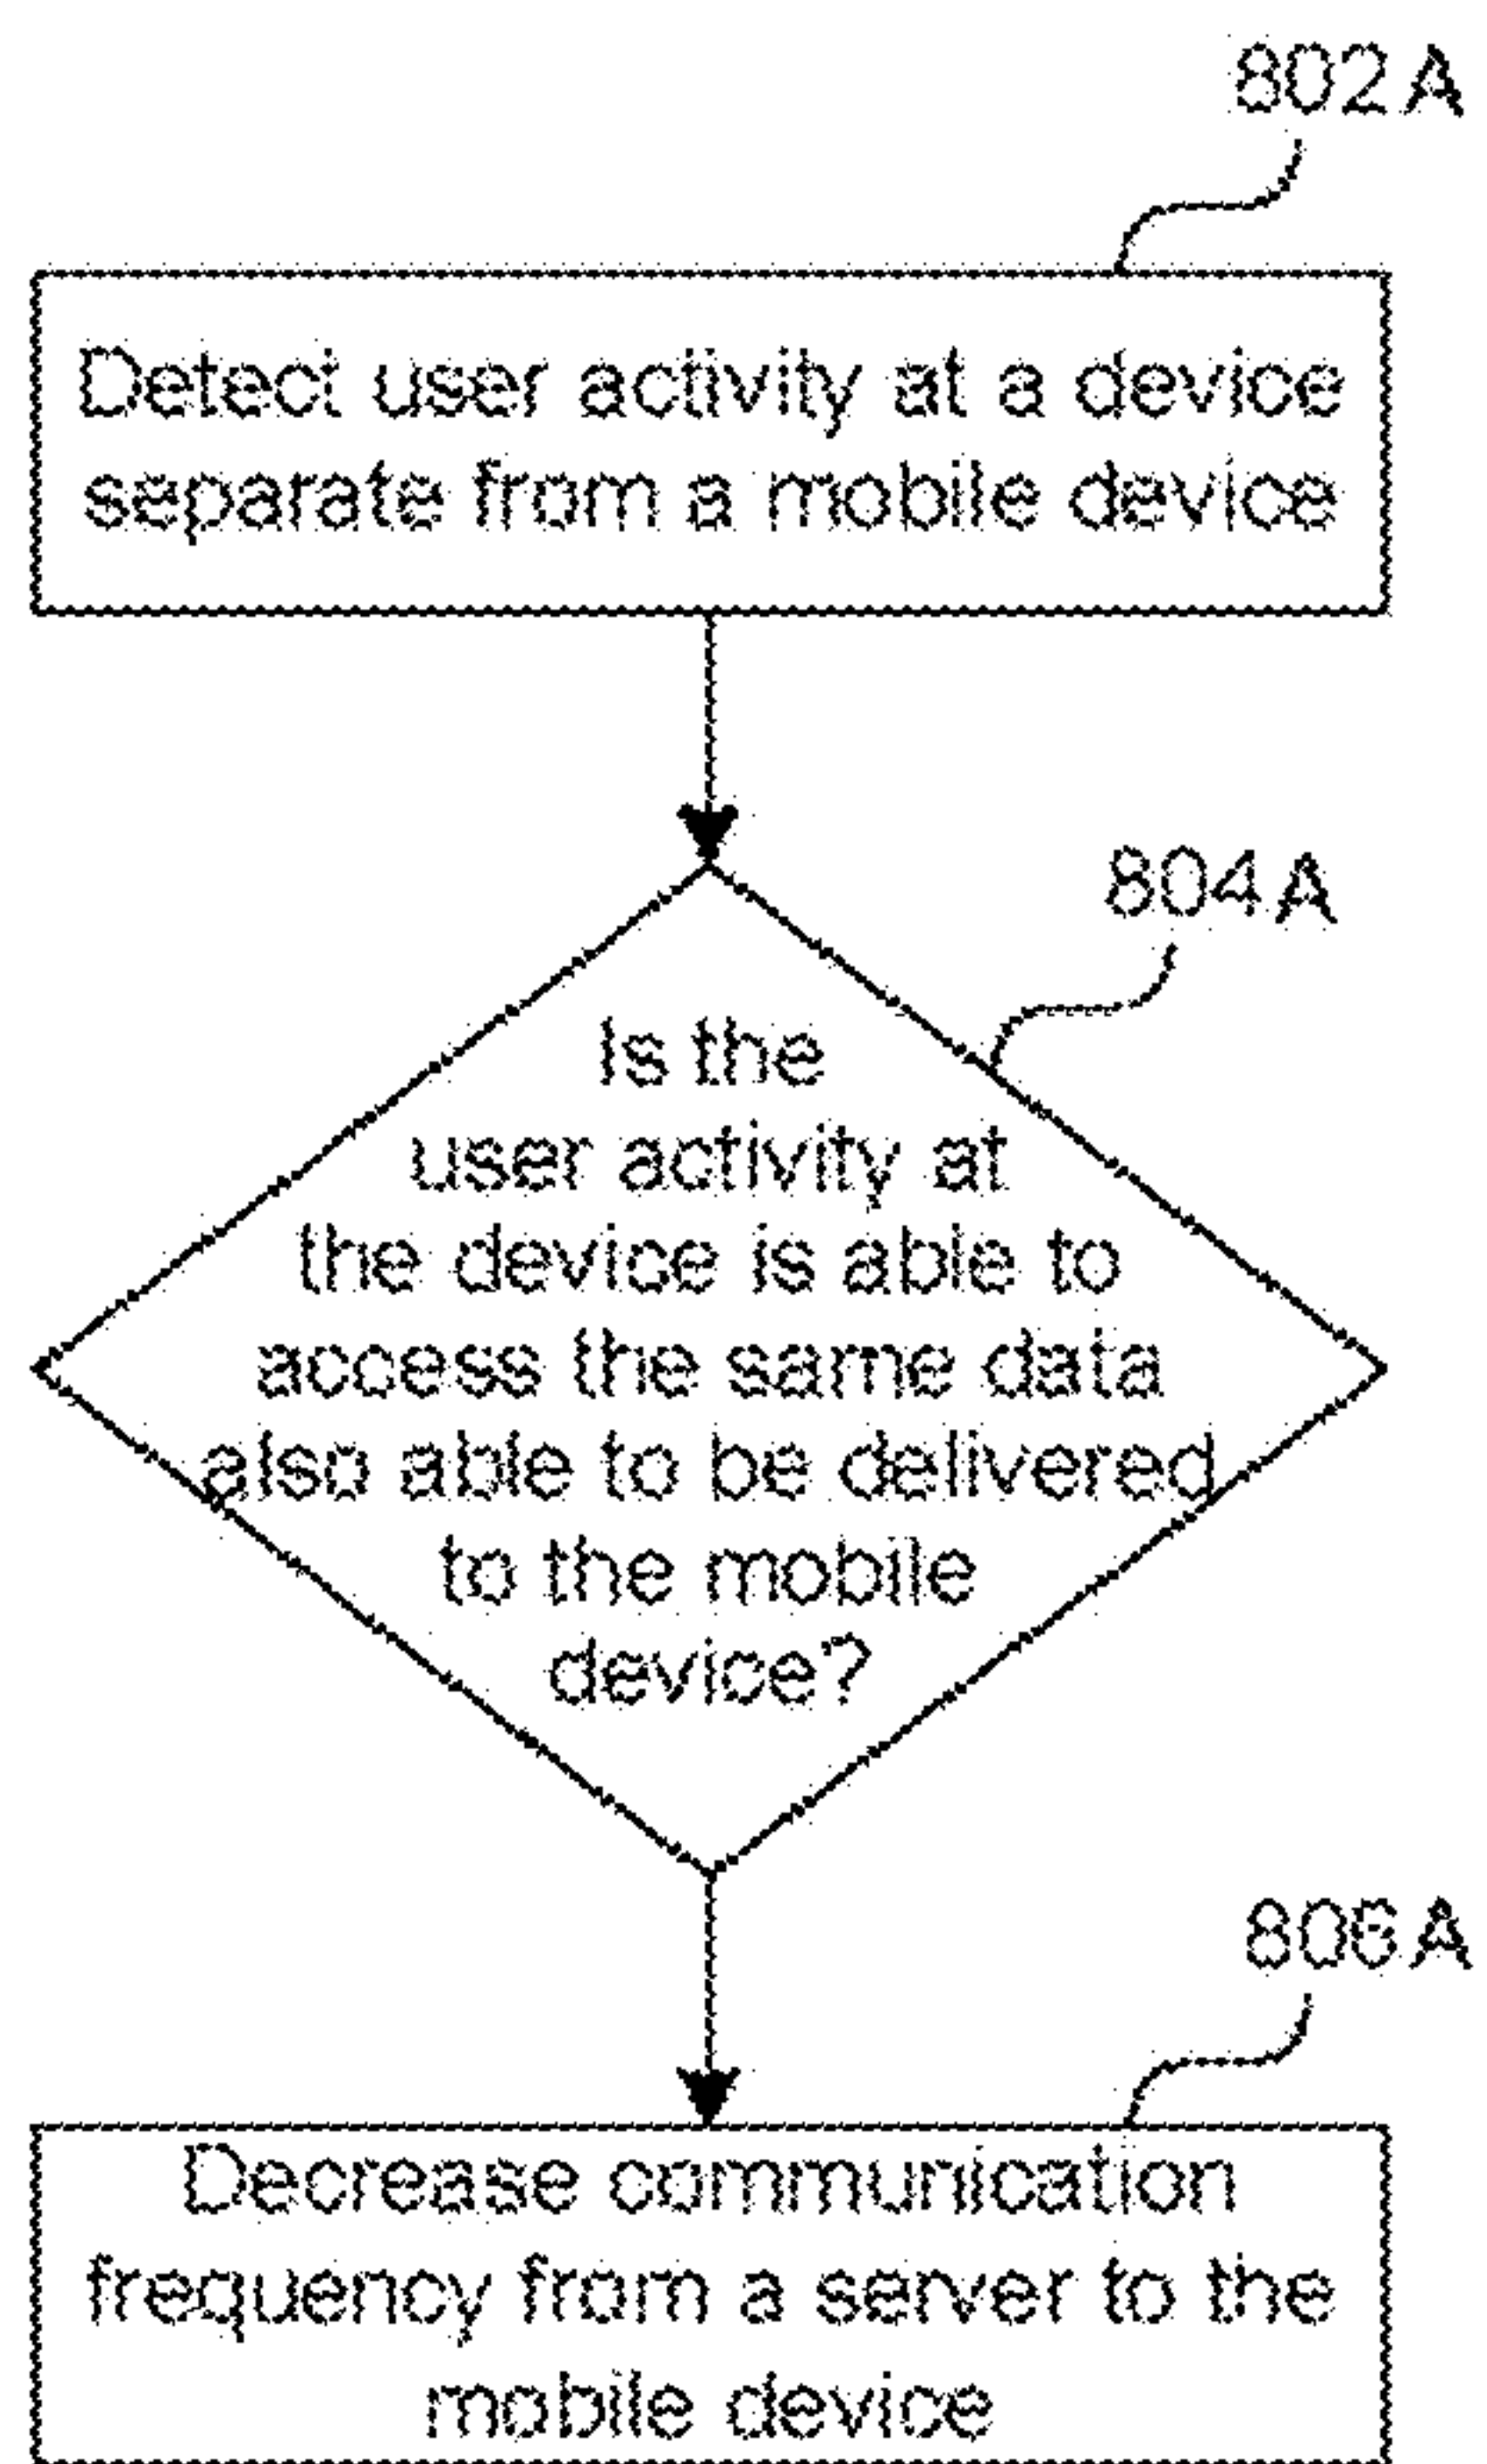 802A
Detect user activity at a device
separate from a mobile device
804A
Is the
user activity at
the device is able to
access the same data
also able to be delivered
to the mobile
device?
806A
Decrease communication
frequency from a server to the
mobile device